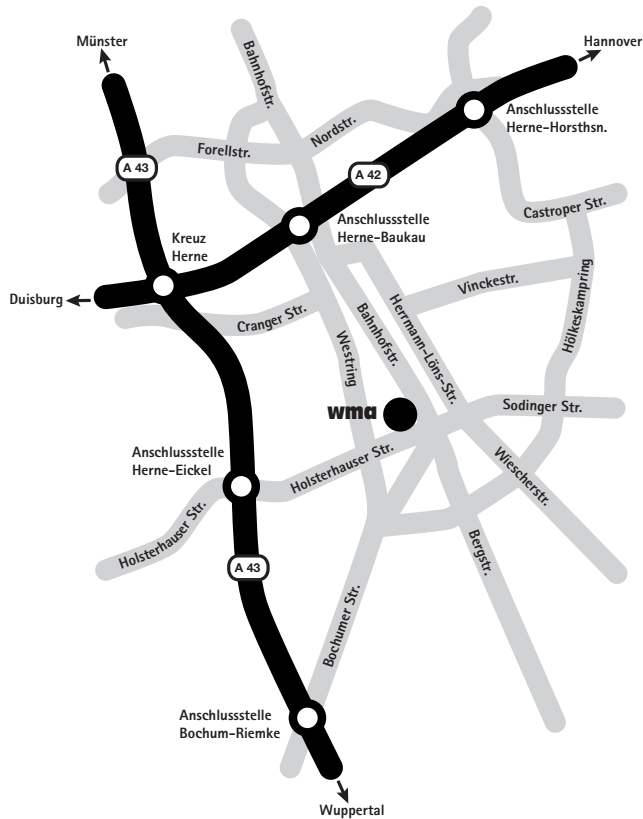 Münster
Hannover
Bahnhofstr.
Anschlussstelle
Herne-Horsthsn.
Nordstr.
Forellstr.
A 43
A 42
Castroper Str.
Anschlussstelle
Herne-Baukau
Kreuz
Herne
Vinckestr.
Hölkeskampring
Duisburg
Cranger Str.
Westring
Bahnhofstr.
Herrmann-Löns-Str.
wma
Sodinger Str.
Anschlussstelle
Herne-Eickel
Holsterhauser Str.
Wiescherstr.
Holsterhauser Str.
Bergstr.
A 43
Bochumer Str.
Anschlussstelle
Bochum-Riemke
Wuppertal